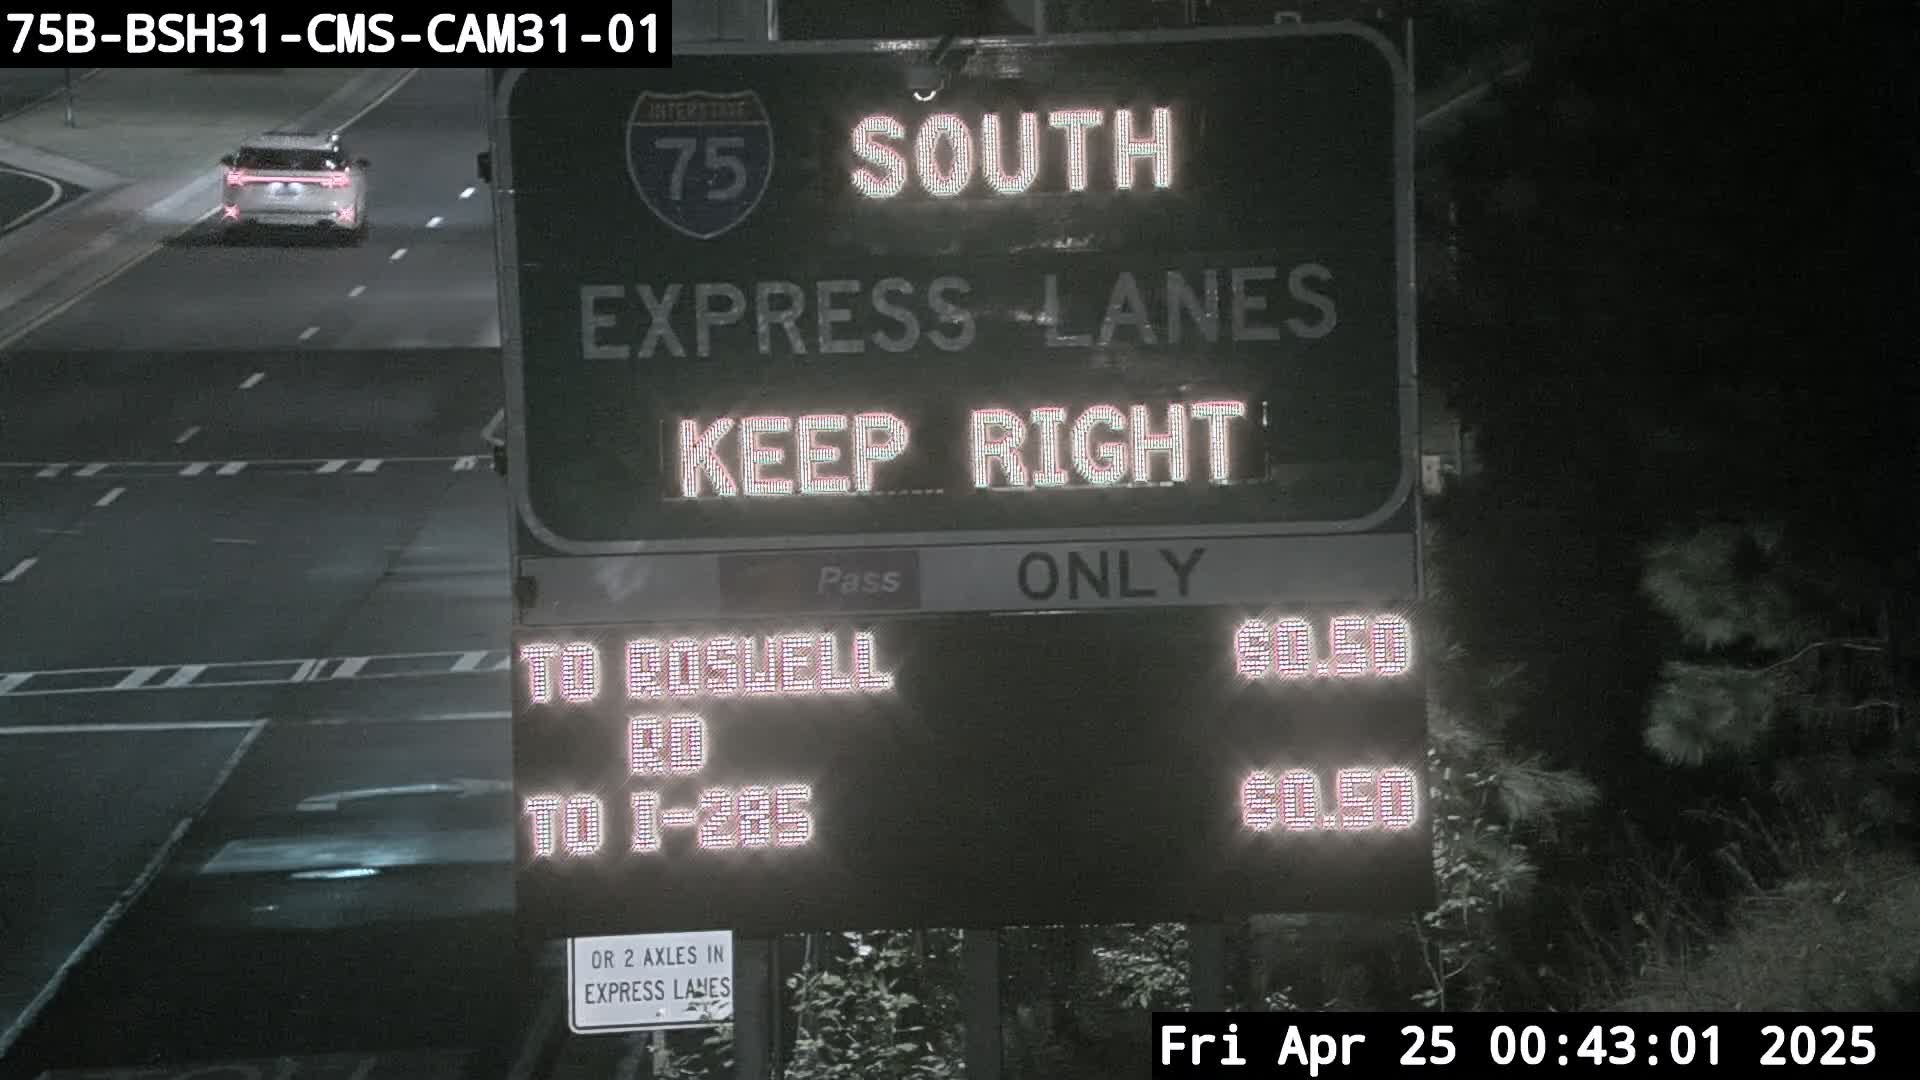 75B-BSH31-CMS-CAM31-01
INTERSTATE
75
SOUTH
EXPRESS LANES
KEEP RIGHT
Pass ONLY
TO ROSWELL $0.50
RD
TO I-285 $0.50
OR 2 AXLES IN
EXPRESS LANES
Fri Apr 25 00:43:01 2025